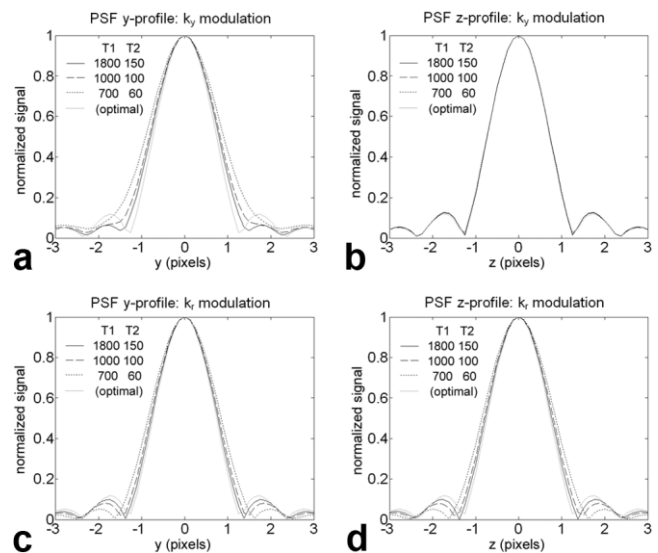 PSF y-profile: ky modulation
T1 T2
1800 150
1000 100
700 60
(optimal)
normalized signal
1
0.8
0.6
0.4
0.2
0
-3 -2 -1 0 1 2 3
y (pixels)
a
PSF z-profile: ky modulation
T1 T2
1800 150
1000 100
700 60
(optimal)
normalized signal
1
0.8
0.6
0.4
0.2
0
-3 -2 -1 0 1 2 3
z (pixels)
b
PSF y-profile: kr modulation
T1 T2
1800 150
1000 100
700 60
(optimal)
normalized signal
1
0.8
0.6
0.4
0.2
0
-3 -2 -1 0 1 2 3
y (pixels)
c
PSF z-profile: kr modulation
T1 T2
1800 150
1000 100
700 60
(optimal)
normalized signal
1
0.8
0.6
0.4
0.2
0
-3 -2 -1 0 1 2 3
z (pixels)
d